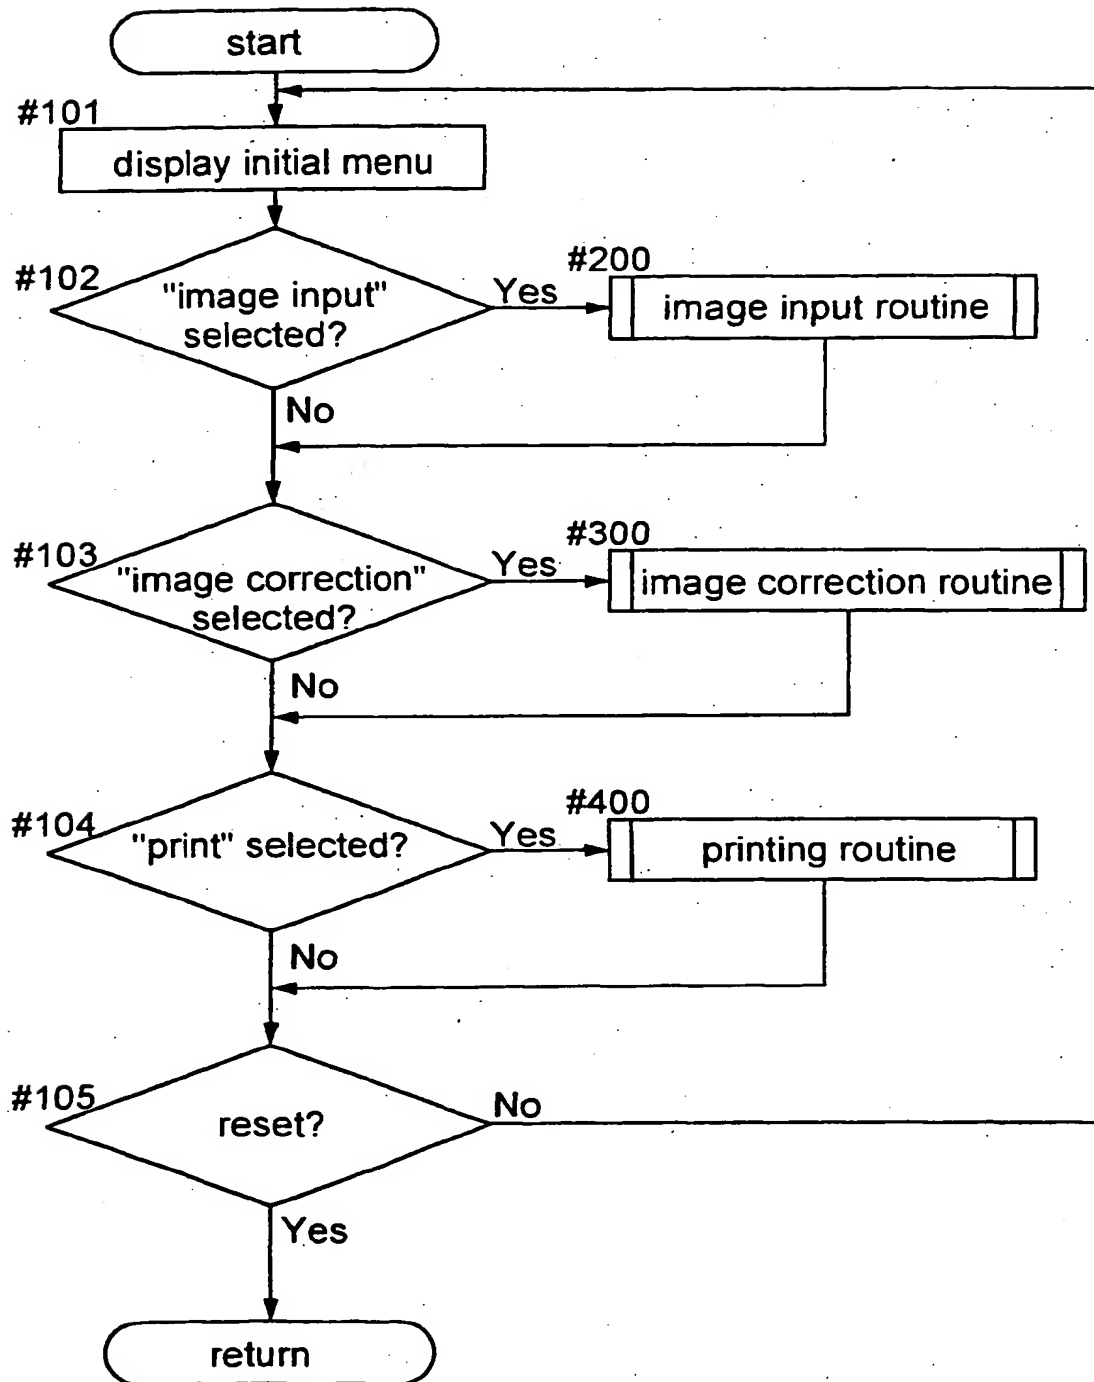 start
#101
display initial menu
#102
"image input"
selected?
Yes
#200
image input routine
No
#103
"image correction"
selected?
Yes
#300
image correction routine
No
#104
"print" selected?
Yes
#400
printing routine
No
#105
reset?
No
Yes
return